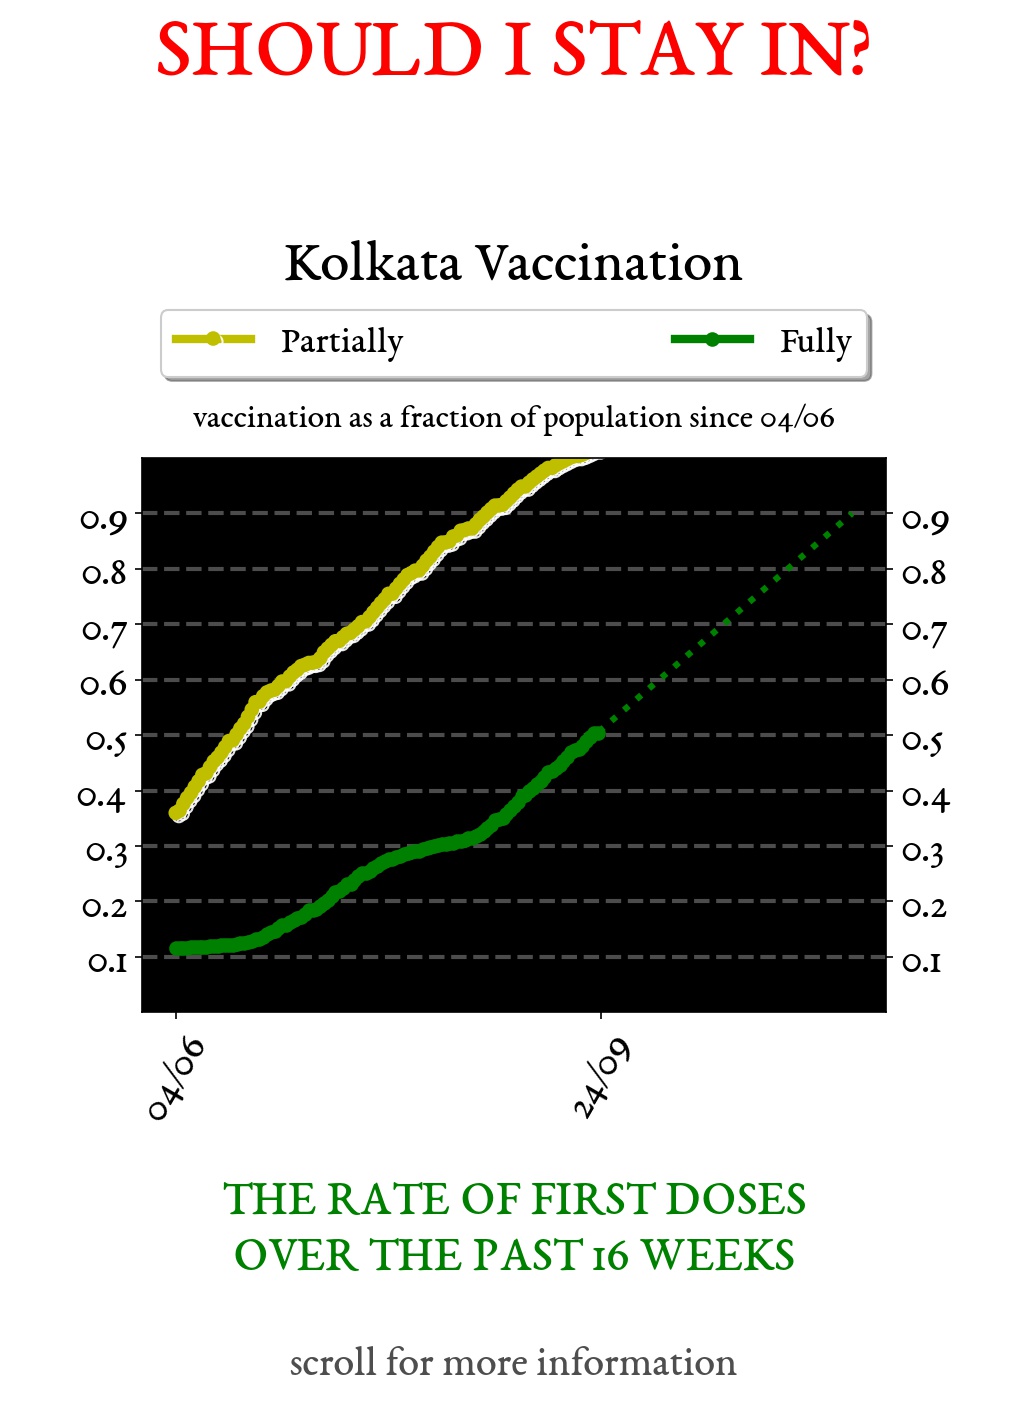 SHOULD I STAY IN?
Kolkata Vaccination
Partially Fully
vaccination as a fraction of population since 04/06
0.9 0.9
0.8 0.8
0.7 0.7
0.6 0.6
0.5 0.5
0.4 0.4
0.3 0.3
0.2 0.2
0.1 0.1
04/06 24/09
THE RATE OF FIRST DOSES
OVER THE PAST 16 WEEKS
scroll for more information